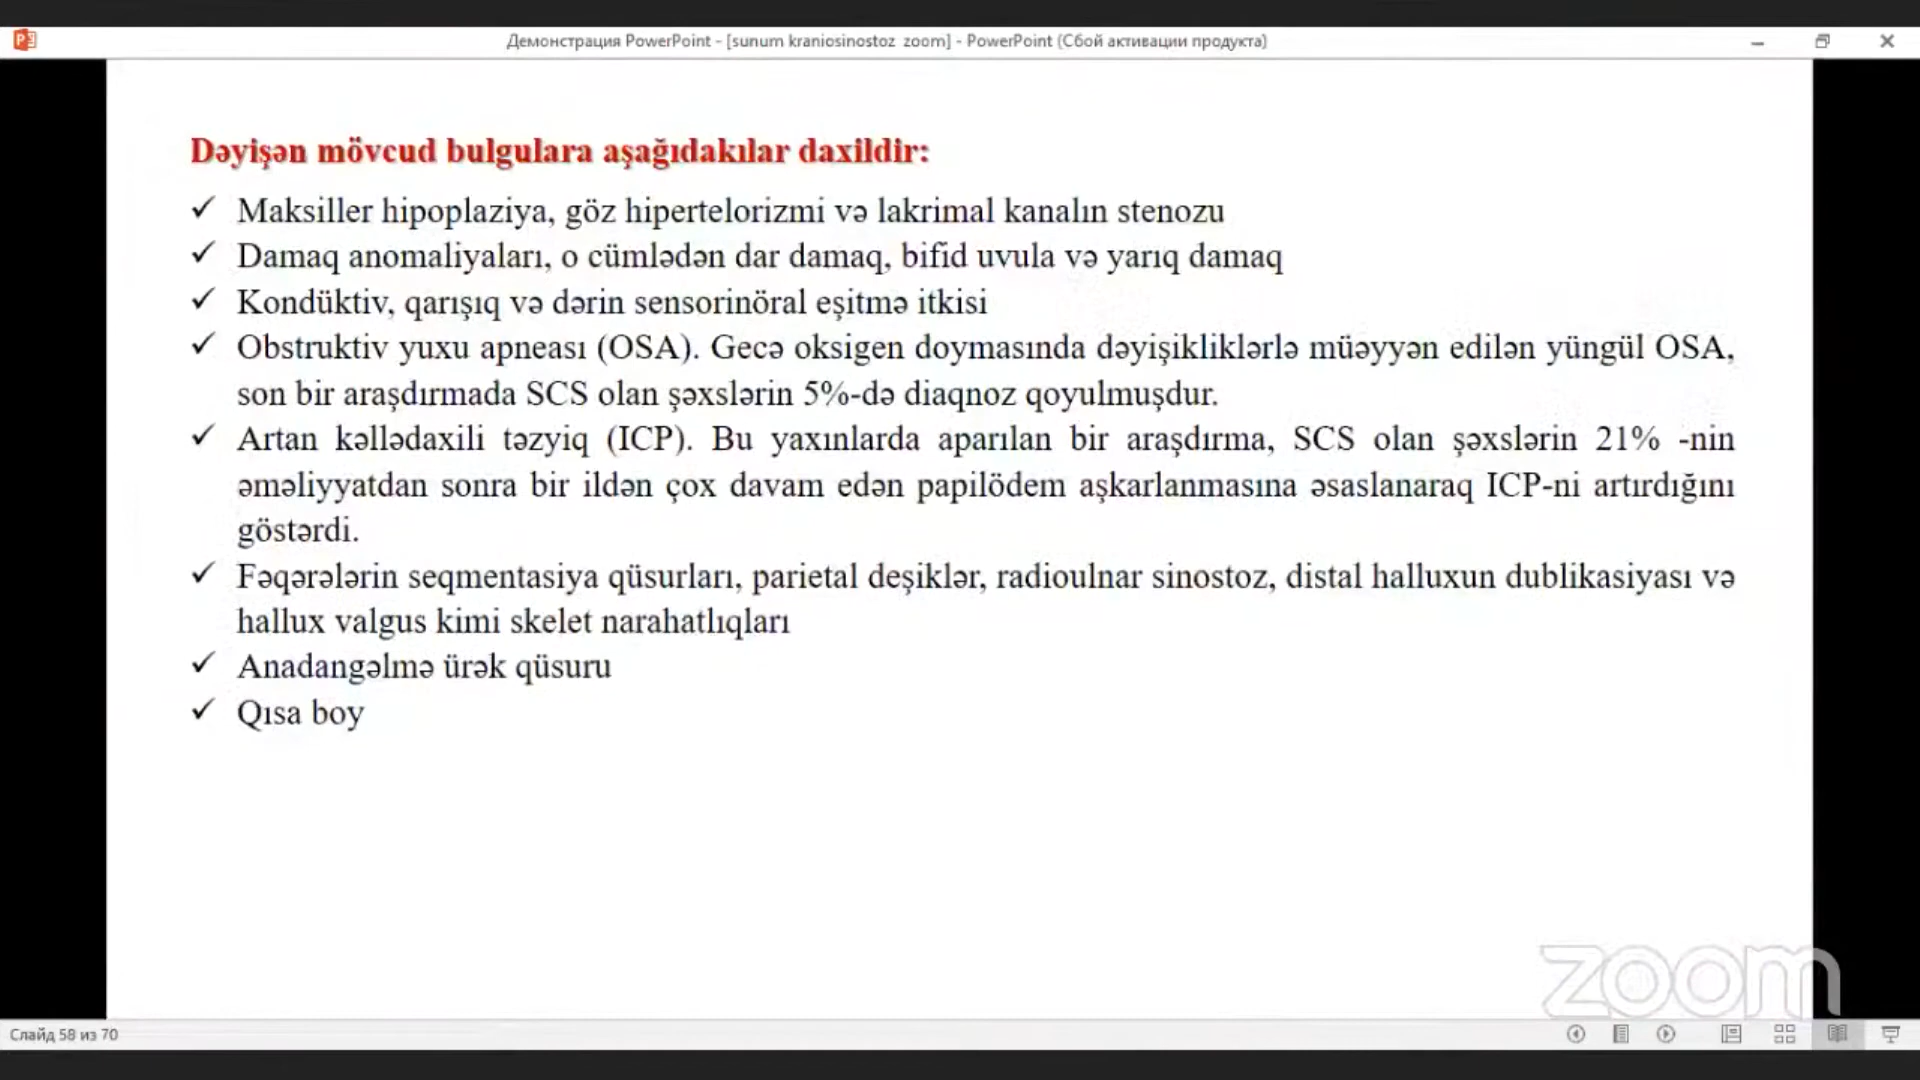 Демонстрация PowerPoint - [sunum kraniosinostoz  zoom] - PowerPoint (Сбой активации продукта)
Dəyişən mövcud bulgulara aşağıdakılar daxildir:
✓ Maksiller hipoplaziya, göz hipertelorizmi və lakrimal kanalın stenozu
✓ Damaq anomaliyaları, o cümlədən dar damaq, bifid uvula və yarıq damaq
✓ Kondüktiv, qarışıq və dərin sensorinöral eşitmə itkisi
✓ Obstruktiv yuxu apneası (OSA). Gecə oksigen doymasında dəyişikliklərlə müəyyən edilən yüngül OSA,
son bir araşdırmada SCS olan şəxslərin 5%-də diaqnoz qoyulmuşdur.
✓ Artan kəllədaxili təzyiq (ICP). Bu yaxınlarda aparılan bir araşdırma, SCS olan şəxslərin 21% -nin
əməliyyatdan sonra bir ildən çox davam edən papilödem aşkarlanmasına əsaslanaraq ICP-ni artırdığını
göstərdi.
✓ Fəqərələrin seqmentasiya qüsurları, parietal deşiklər, radioulnar sinostoz, distal halluxun dublikasiyası və
hallux valgus kimi skelet narahatlıqları
✓ Anadangəlmə ürək qüsuru
✓ Qısa boy
zoom
Слайд 58 из 70